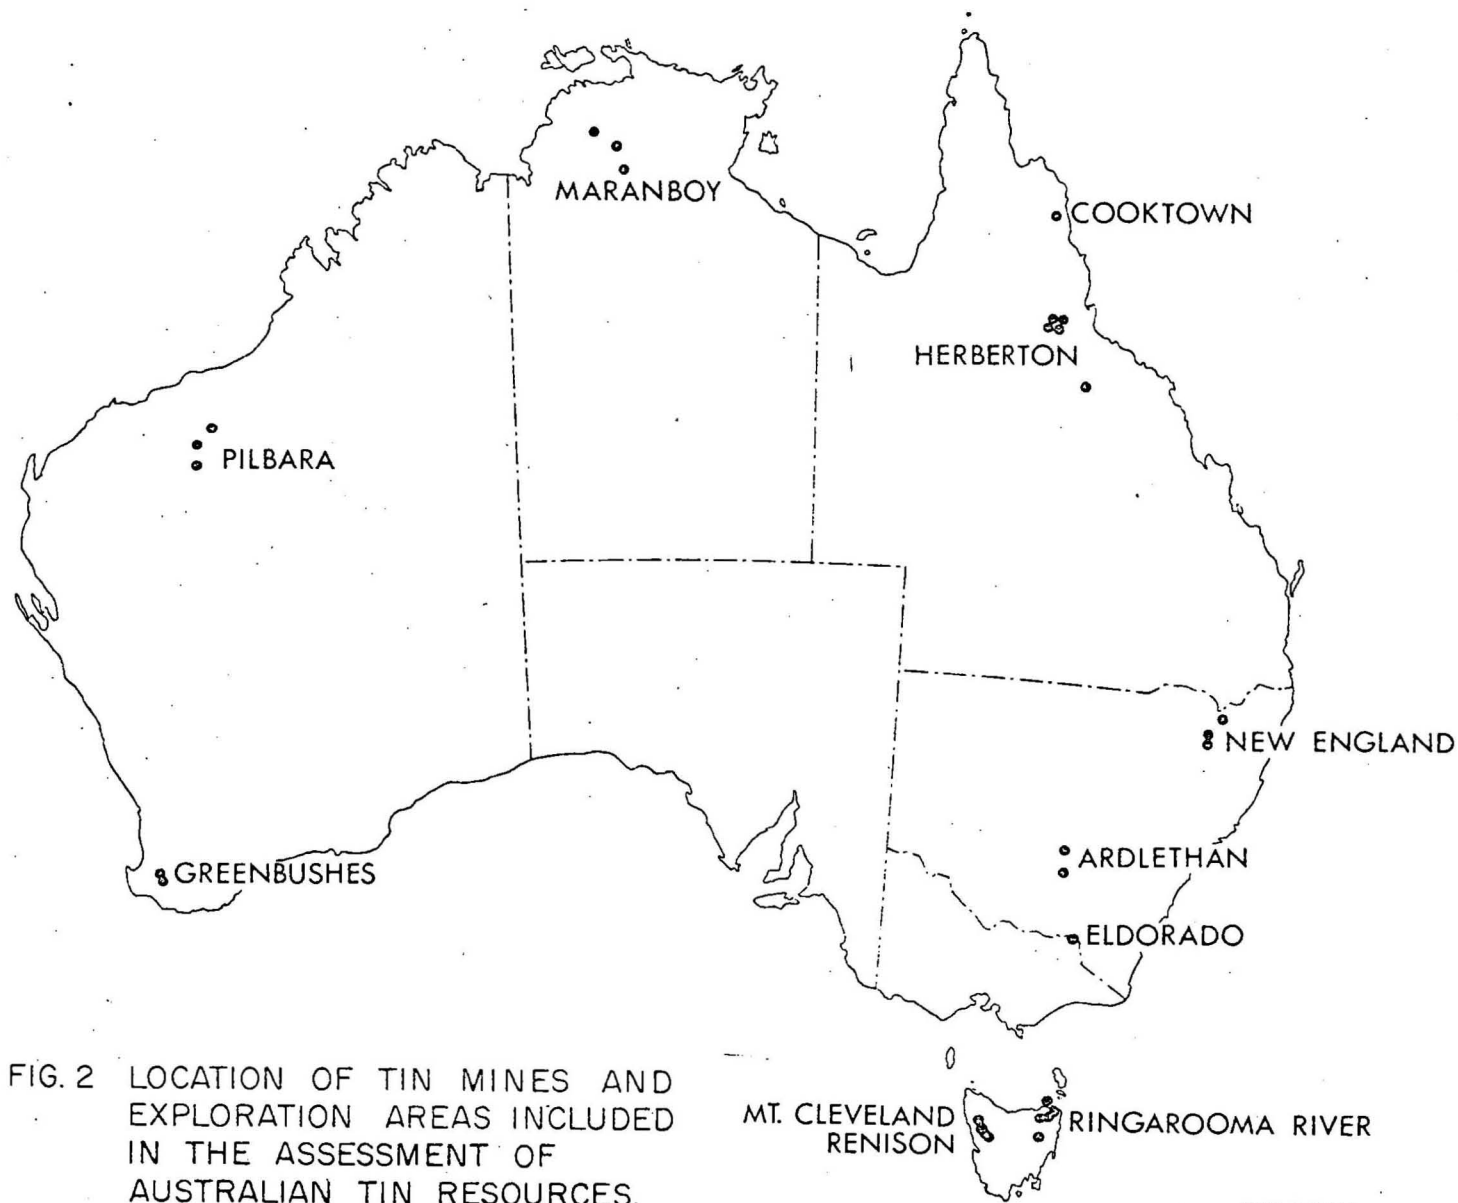 MARANBOY
COOKTOWN
HERBERTON
PILBARA
NEW ENGLAND
ARDLETHAN
GREENBUSHES
ELDORADO
FIG. 2 LOCATION OF TIN MINES AND
EXPLORATION AREAS INCLUDED
IN THE ASSESSMENT OF
AUSTRALIAN TIN RESOURCES.
MT. CLEVELAND
RENISON
RINGAROOMA RIVER